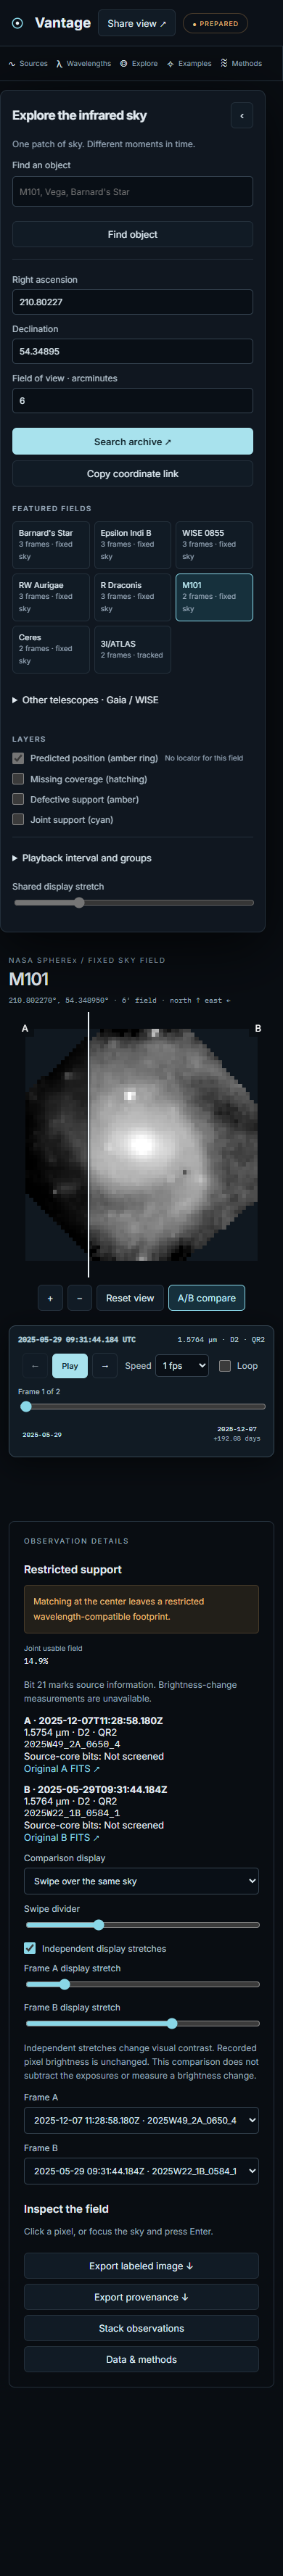 Vantage
Share view ↗
● PREPARED
Sources
λ Wavelengths
Explore
Examples
Methods
Explore the infrared sky
‹
One patch of sky. Different moments in time.
Find an object
M101, Vega, Barnard's Star
Find object
Right ascension
210.80227
Declination
54.34895
Field of view · arcminutes
6
Search archive ↗
Copy coordinate link
FEATURED FIELDS
Barnard's Star
3 frames · fixed
sky
Epsilon Indi B
3 frames · fixed
sky
WISE 0855
3 frames · fixed
sky
RW Aurigae
3 frames · fixed
sky
R Draconis
3 frames · fixed
sky
M101
2 frames · fixed
sky
Ceres
2 frames · fixed
sky
3I/ATLAS
2 frames · tracked
▶ Other telescopes · Gaia / WISE
LAYERS
Predicted position (amber ring) No locator for this field
Missing coverage (hatching)
Defective support (amber)
Joint support (cyan)
▶ Playback interval and groups
Shared display stretch
NASA SPHEREx / FIXED SKY FIELD
M101
210.802270°, 54.348950° · 6′ field · north ↑ east ←
A
B
+
−
Reset view
A/B compare
2025-05-29 09:31:44.184 UTC
1.5764 μm · D2 · QR2
←
Play
→
Speed
1 fps
Loop
Frame 1 of 2
2025-05-29
2025-12-07
+192.08 days
OBSERVATION DETAILS
Restricted support
Matching at the center leaves a restricted
wavelength-compatible footprint.
Joint usable field
14.9%
Bit 21 marks source information. Brightness-change
measurements are unavailable.
A · 2025-12-07T11:28:58.180Z
1.5754 μm · D2 · QR2
2025W49_2A_0650_4
Source-core bits: Not screened
Original A FITS ↗
B · 2025-05-29T09:31:44.184Z
1.5764 μm · D2 · QR2
2025W22_1B_0584_1
Source-core bits: Not screened
Original B FITS ↗
Comparison display
Swipe over the same sky
Swipe divider
Independent display stretches
Frame A display stretch
Frame B display stretch
Independent stretches change visual contrast. Recorded
pixel brightness is unchanged. This comparison does not
subtract the exposures or measure a brightness change.
Frame A
2025-12-07 11:28:58.180Z · 2025W49_2A_0650_4
Frame B
2025-05-29 09:31:44.184Z · 2025W22_1B_0584_1
Inspect the field
Click a pixel, or focus the sky and press Enter.
Export labeled image ↓
Export provenance ↓
Stack observations
Data & methods